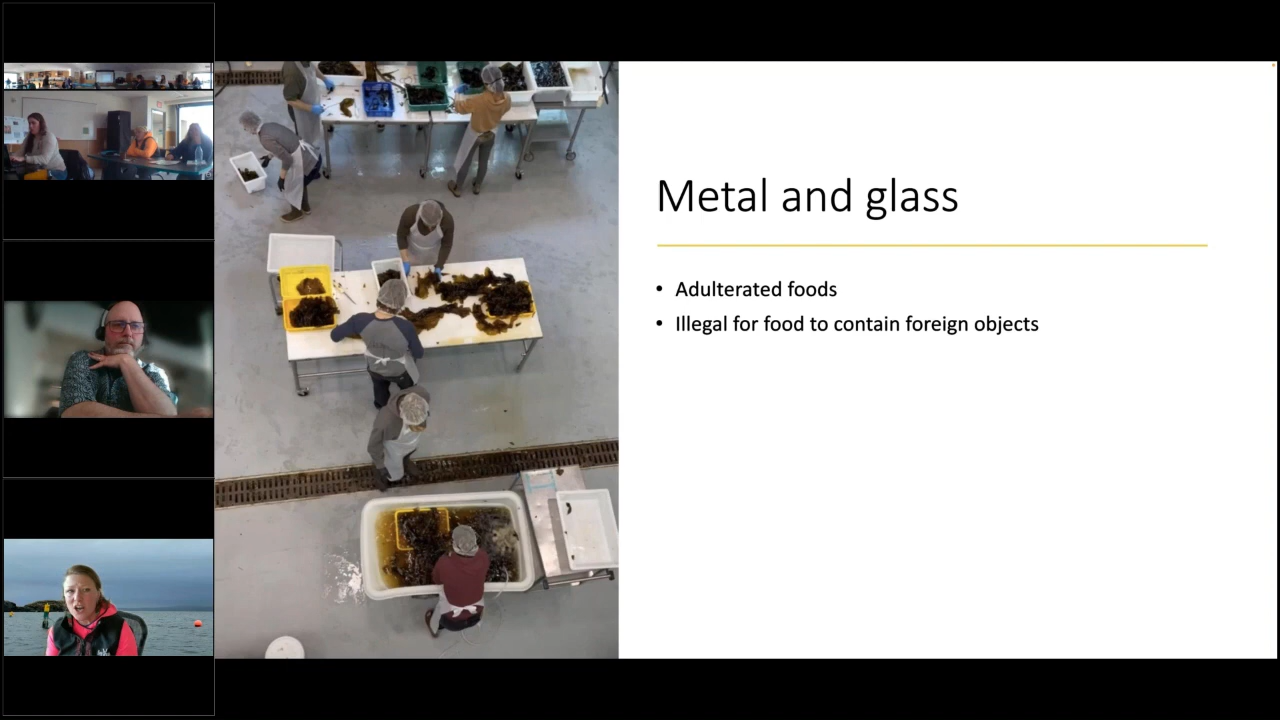 Metal and glass
• Adulterated foods
• Illegal for food to contain foreign objects